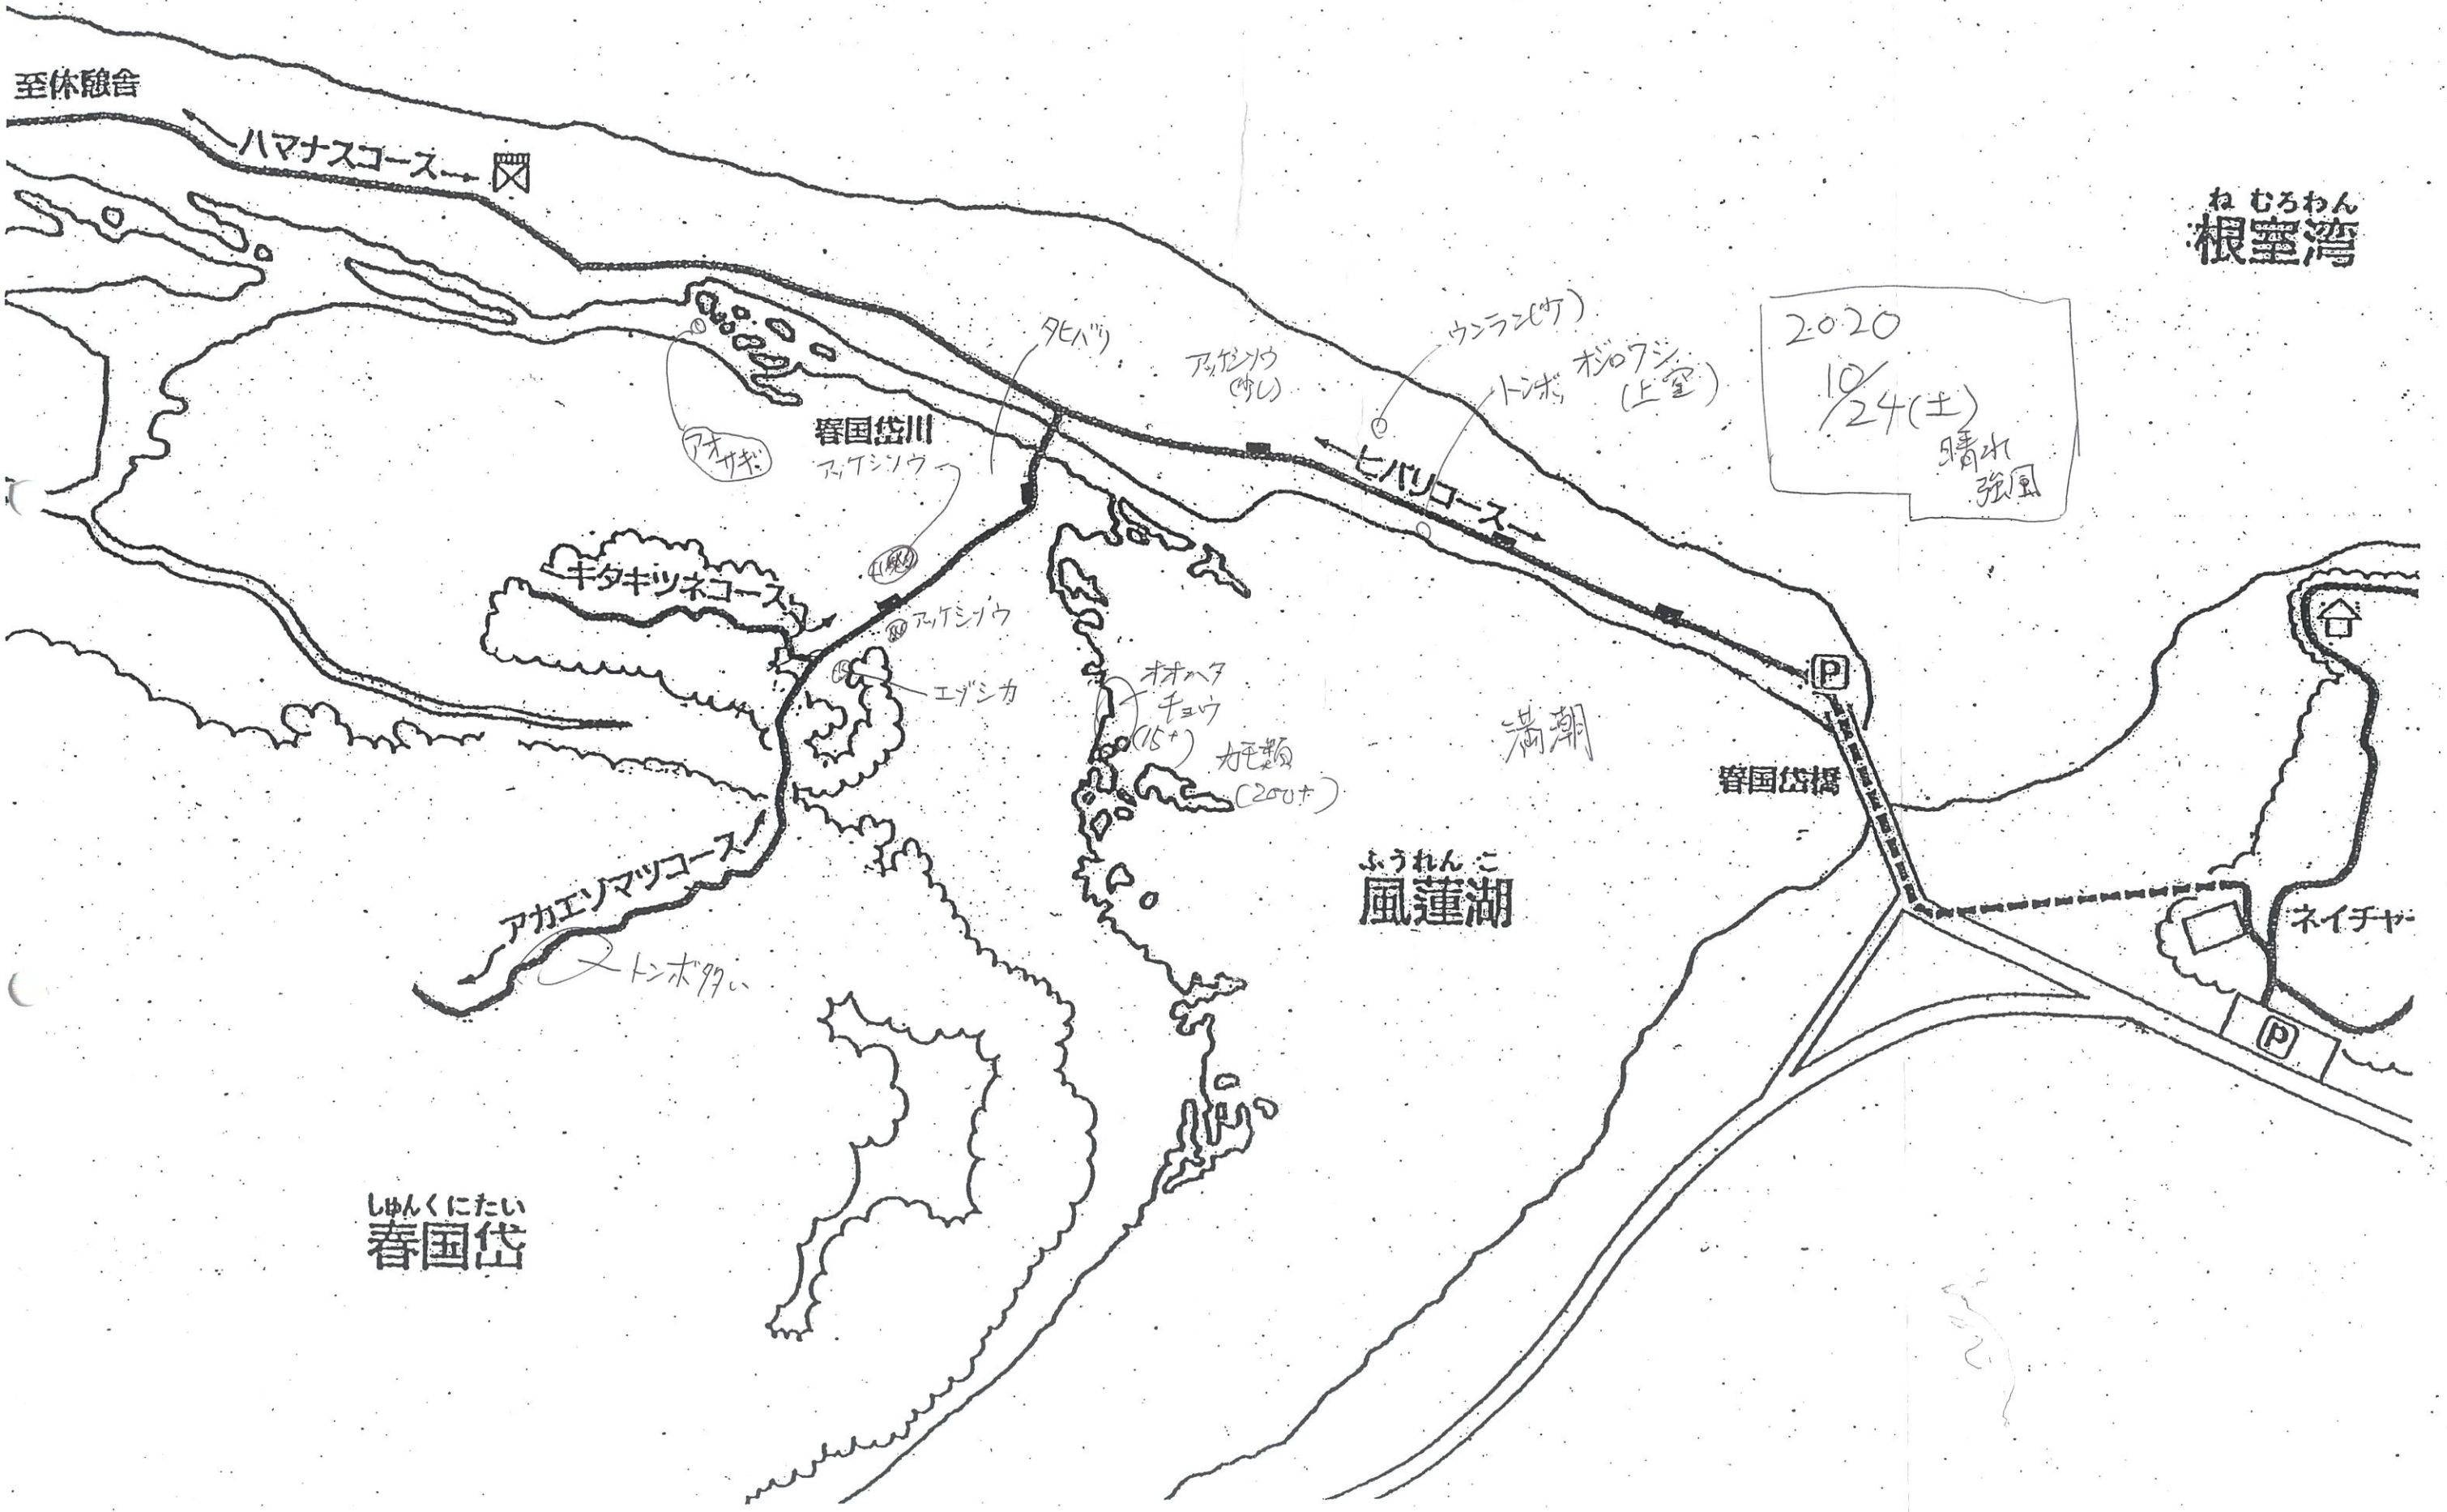 至休憩舎
ハマナスコース
ね むろわん
根室湾
2020
10/24(土)
晴れ
強風
ウンラン(少)
オジロワシ
(上空)
トンボ
タヒバリ
アッケシソウ
(少し)
アオ
サギ
春国岱川
アッケシソウ
ヒバリコース
キタキツネコース
アッケシソウ
エゾシカ
オオハク
チョウ
(15+)
カモ類
(200+)
満潮
P
春国岱橋
ふうれん こ
風蓮湖
アカエゾマツコース
トンボ多い
ネイチャー
P
しゅんくにたい
春国岱